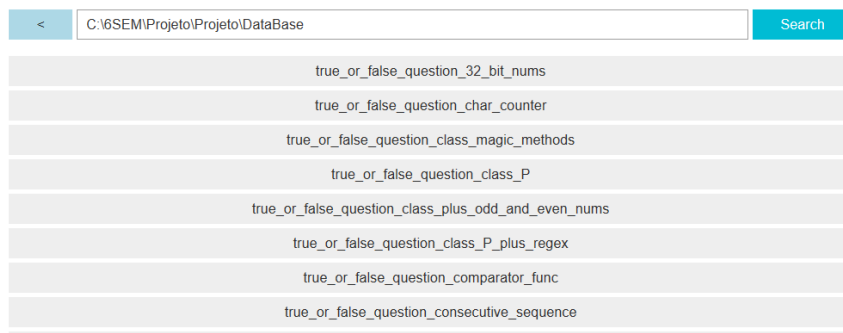 < C:\6SEM\Projeto\Projeto\DataBase Search
true_or_false_question_32_bit_nums
true_or_false_question_char_counter
true_or_false_question_class_magic_methods
true_or_false_question_class_P
true_or_false_question_class_plus_odd_and_even_nums
true_or_false_question_class_P_plus_regex
true_or_false_question_comparator_func
true_or_false_question_consecutive_sequence